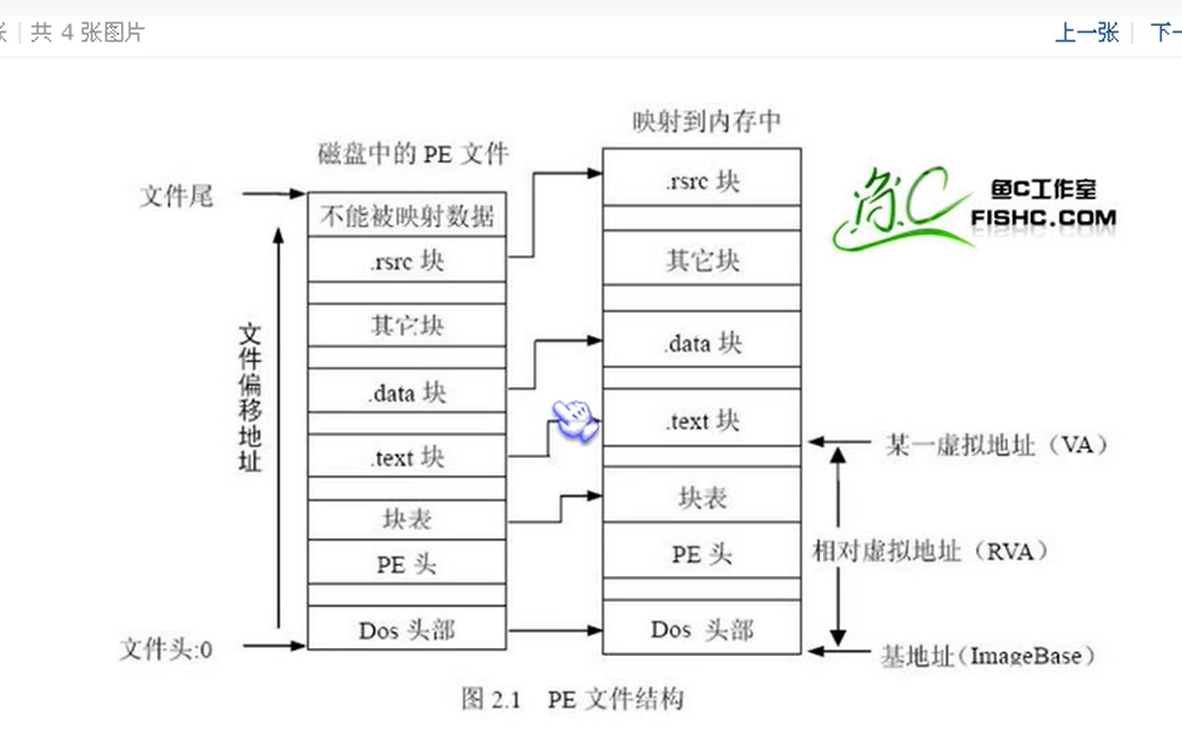 张 | 共 4 张图片
上一张 | 下一
映射到内存中
磁盘中的 PE 文件
文件尾
不能被映射数据
.rsrc 块
其它块
.data 块
.text 块
块表
PE 头
Dos 头部
文件偏移地址
文件头:0
.rsrc 块
其它块
.data 块
.text 块
块表
PE 头
Dos 头部
鱼C
鱼C工作室
FISHC.COM
某一虚拟地址（VA）
相对虚拟地址（RVA）
基地址(ImageBase)
图 2.1 PE 文件结构